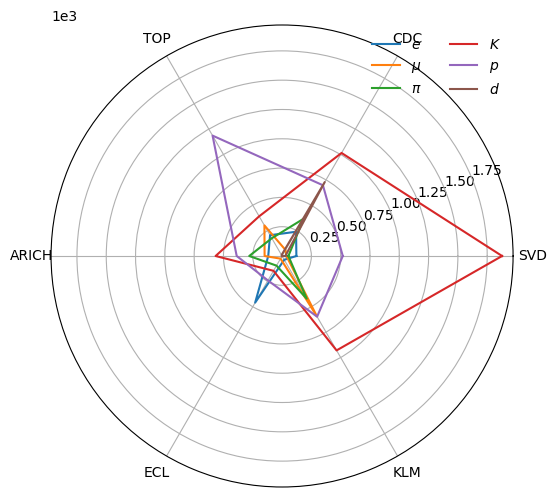 1e3
TOP
CDC
e
K
μ
p
π
d
1.75
1.50
1.25
1.00
0.75
0.50
0.25
ARICH
SVD
ECL
KLM